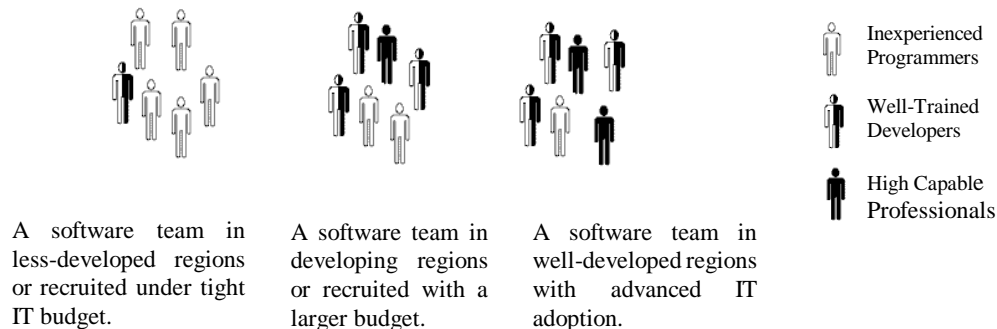 Inexperienced
Programmers
Well-Trained
Developers
High Capable
Professionals
A software team in
less-developed regions
or recruited under tight
IT budget.
A software team in
developing regions
or recruited with a
larger budget.
A software team in
well-developed regions
with advanced IT
adoption.